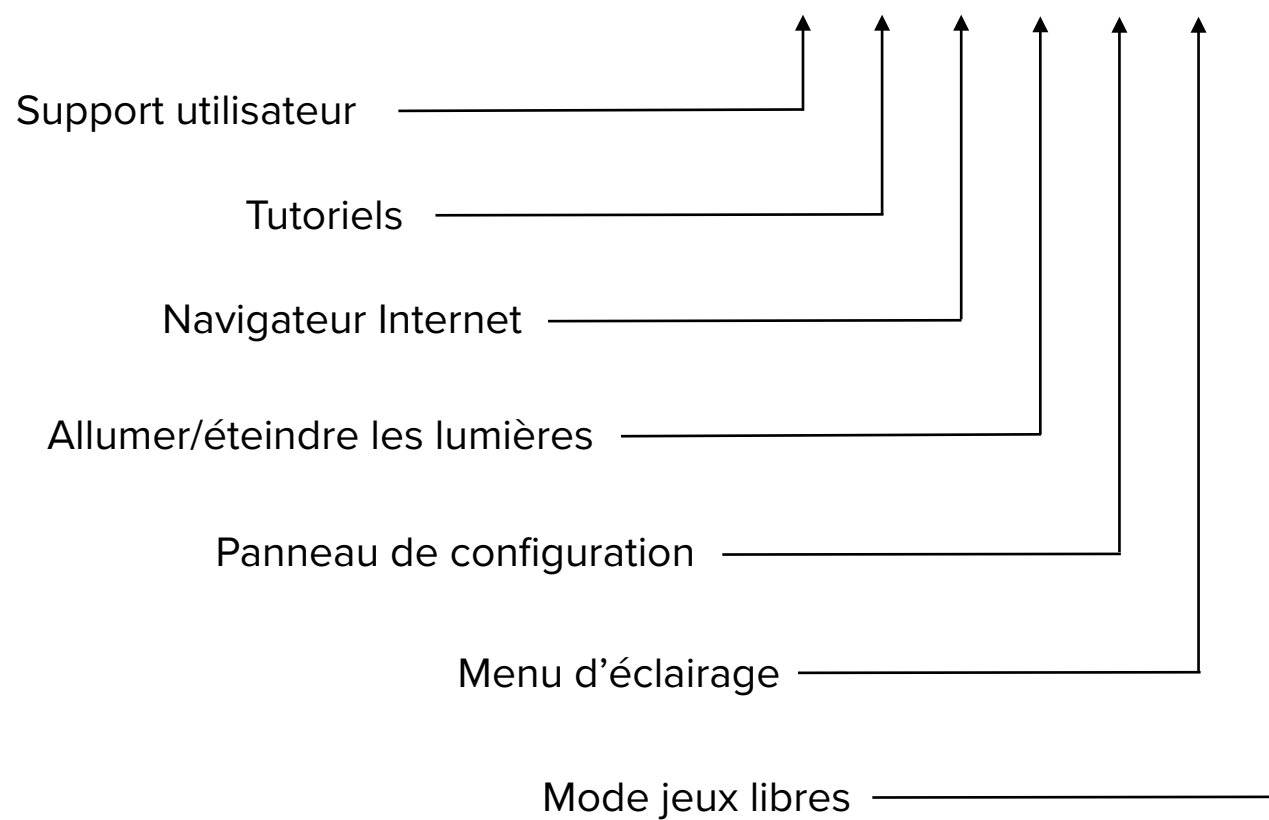 Support utilisateur
Tutoriels
Navigateur Internet
Allumer/éteindre les lumières
Panneau de configuration
Menu d’éclairage
Mode jeux libres